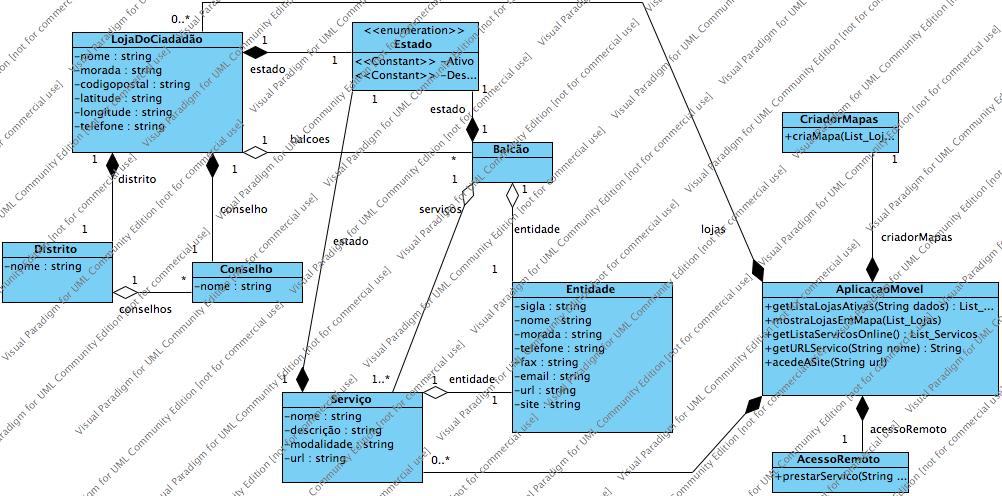 0..*
LojaDoCiadadão
-nome : string
-morada : string
-codigopostal : string
-latitude : string
-longitude : string
-telefone : string
1
estado
1
<<enumeration>>
Estado
<<Constant>> -Ativo
<<Constant>> -Des...
1
1
estado
1
1
balcoes
*
Balcão
CriadorMapas
+criaMapa(List_Loj...
1
1
distrito
1
1
conselho
1
1
serviços
1
entidade
1
estado
lojas
criadorMapas
Distrito
-nome : string
1
*
conselhos
Conselho
-nome : string
Entidade
-sigla : string
-nome : string
-morada : string
-telefone : string
-fax : string
-email : string
-url : string
-site : string
AplicacaoMovel
+getListaLojasAtivas(String dados) : List_...
+mostraLojasEmMapa(List_Lojas)
+getListaServicosOnline() : List_Servicos
+getURLServico(String nome) : String
+acedeASite(String url)
1
1..*
1
entidade
1
Serviço
-nome : string
-descrição : string
-modalidade : string
-url : string
0..*
1
acessoRemoto
AcessoRemoto
+prestarServico(String ...
Visual Paradigm for UML Community Edition [not for commercial use]